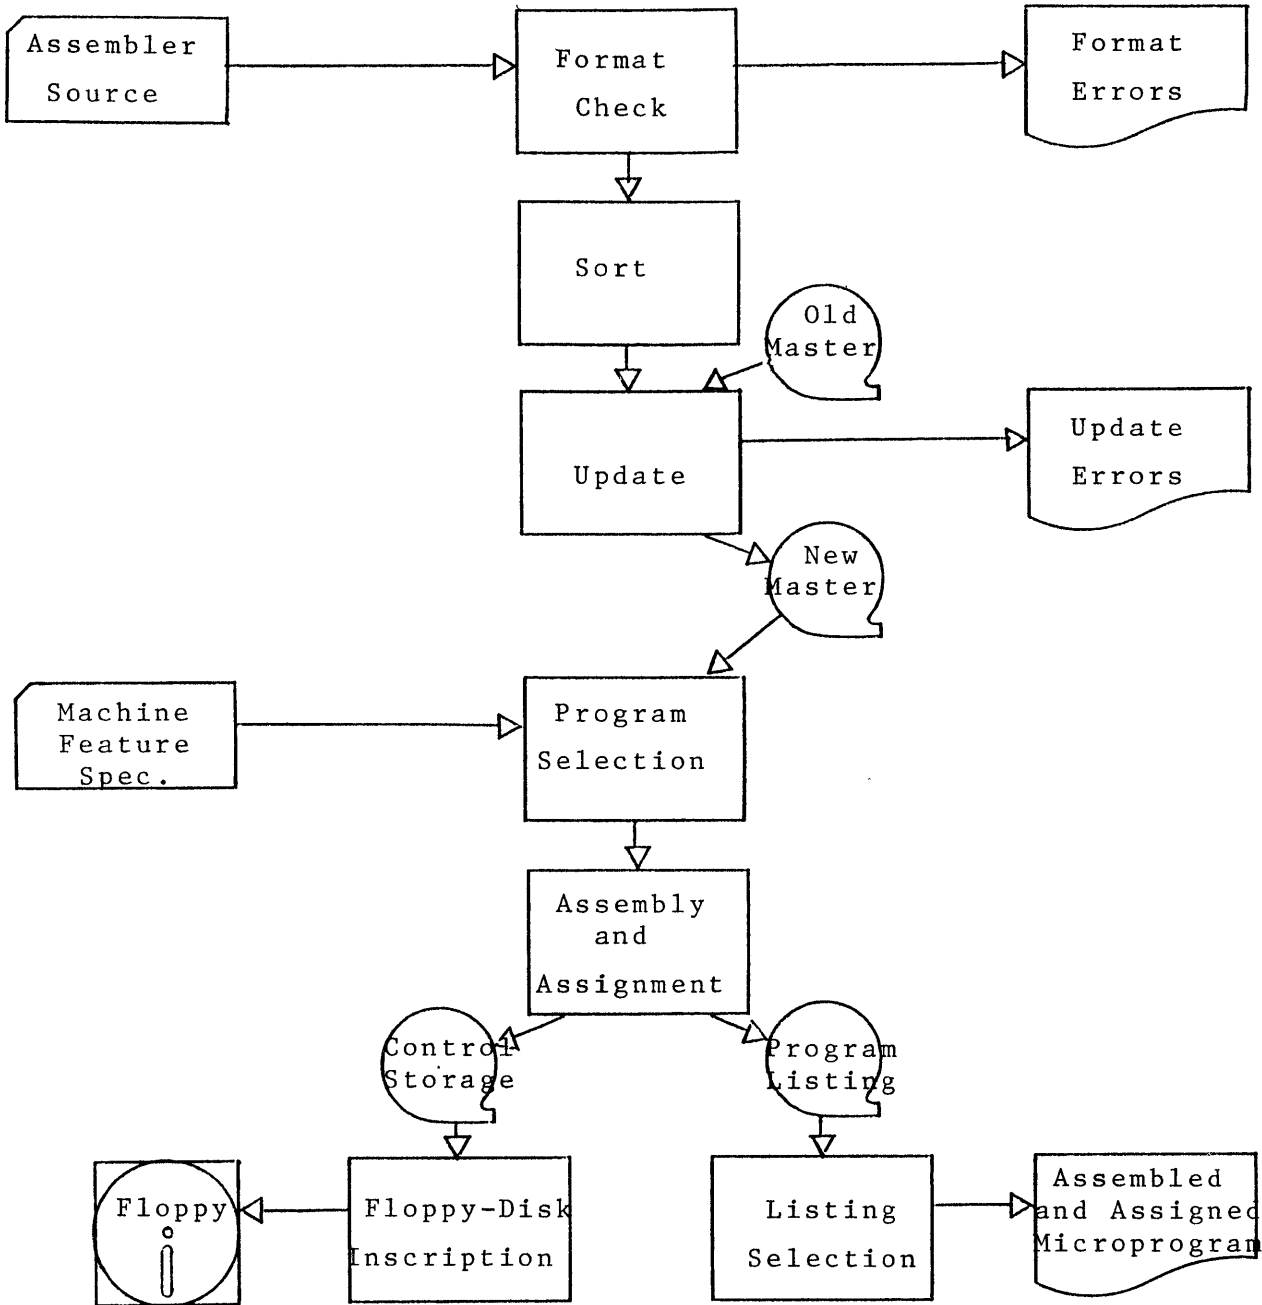 Assembler
Source
Format
Check
Format
Errors
Sort
Old
Master
Update
Update
Errors
New
Master
Machine
Feature
Spec.
Program
Selection
Assembly
and
Assignment
Control
Storage
Program
Listing
Floppy
Floppy-Disk
Inscription
Listing
Selection
Assembled
and Assigned
Microprogram